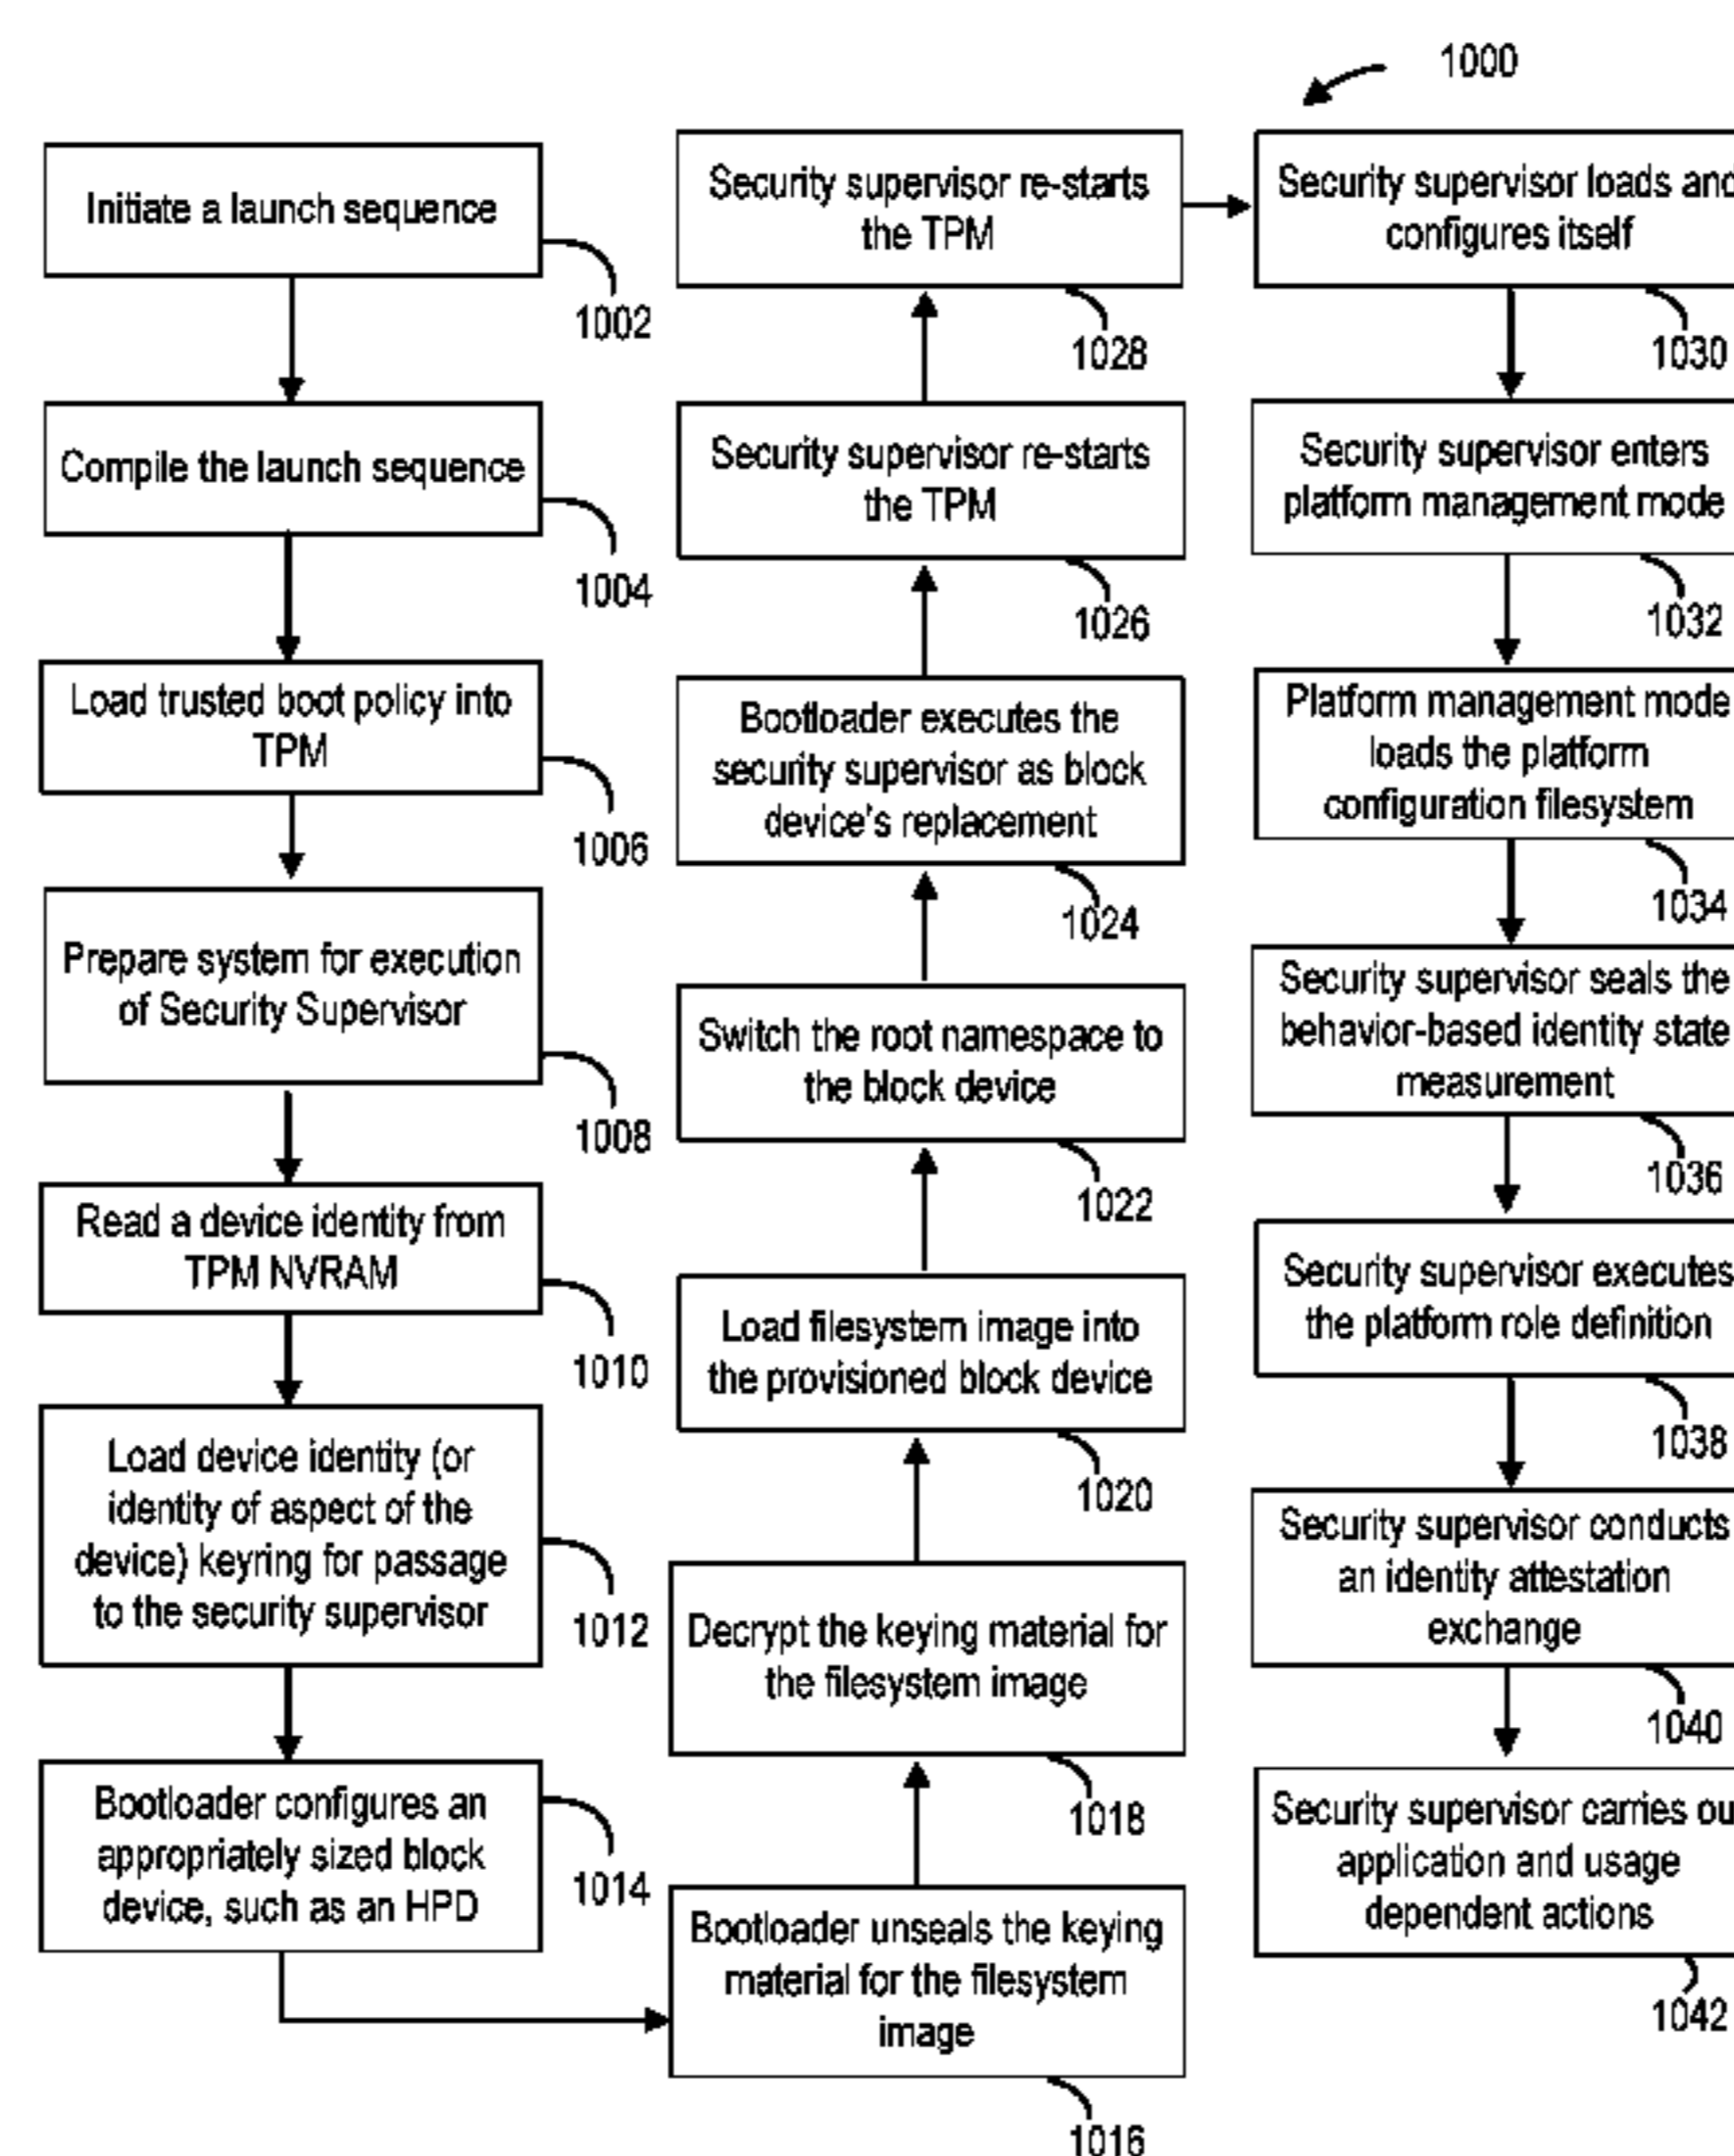 1000
Initiate a launch sequence
1002
Compile the launch sequence
1004
Load trusted boot policy into
TPM
1006
Prepare system for execution
of Security Supervisor
1008
Read a device identity from
TPM NVRAM
1010
Load device identity (or
identity of aspect of the
device) keyring for passage
to the security supervisor
1012
Bootloader configures an
appropriately sized block
device, such as an HPD
1014
Bootloader unseals the keying
material for the filesystem
image
1016
Decrypt the keying material for
the filesystem image
1018
Load filesystem image into
the provisioned block device
1020
Switch the root namespace to
the block device
1022
Bootloader executes the
security supervisor as block
device's replacement
1024
Security supervisor re-starts
the TPM
1026
Security supervisor re-starts
the TPM
1028
Security supervisor loads and
configures itself
1030
Security supervisor enters
platform management mode
1032
Platform management mode
loads the platform
configuration filesystem
1034
Security supervisor seals the
behavior-based identity state
measurement
1036
Security supervisor executes
the platform role definition
1038
Security supervisor conducts
an identity attestation
exchange
1040
Security supervisor carries ou
application and usage
dependent actions
1042